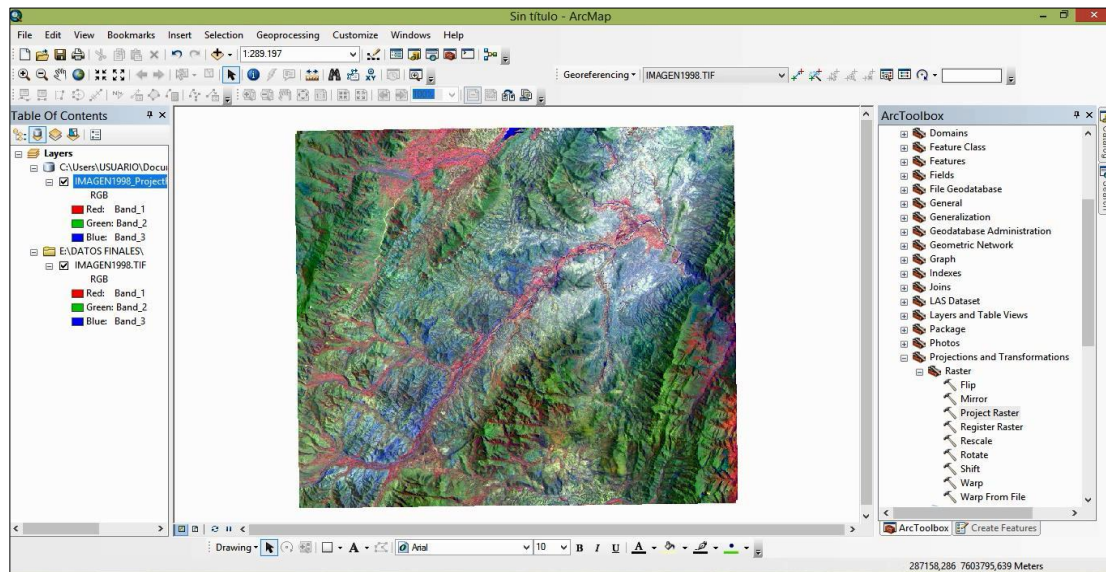 Sin título - ArcMap
File Edit View Bookmarks Insert Selection Geoprocessing Customize Windows Help
1:289.197
Georeferencing IMAGEN1998.TIF
100%
Table Of Contents
Layers
C:\Users\USUARIO\Docu
IMAGEN1998_Project
RGB
Red: Band_1
Green: Band_2
Blue: Band_3
E:\DATOS FINALES\
IMAGEN1998.TIF
RGB
Red: Band_1
Green: Band_2
Blue: Band_3
ArcToolbox
Domains
Feature Class
Features
Fields
File Geodatabase
General
Generalization
Geodatabase Administration
Geometric Network
Graph
Indexes
Joins
LAS Dataset
Layers and Table Views
Package
Photos
Projections and Transformations
Raster
Flip
Mirror
Project Raster
Register Raster
Rescale
Rotate
Shift
Warp
Warp From File
ArcToolbox Create Features
Catalog
Search
Drawing A Arial 10 B I U A
287158,286 7603795,639 Meters